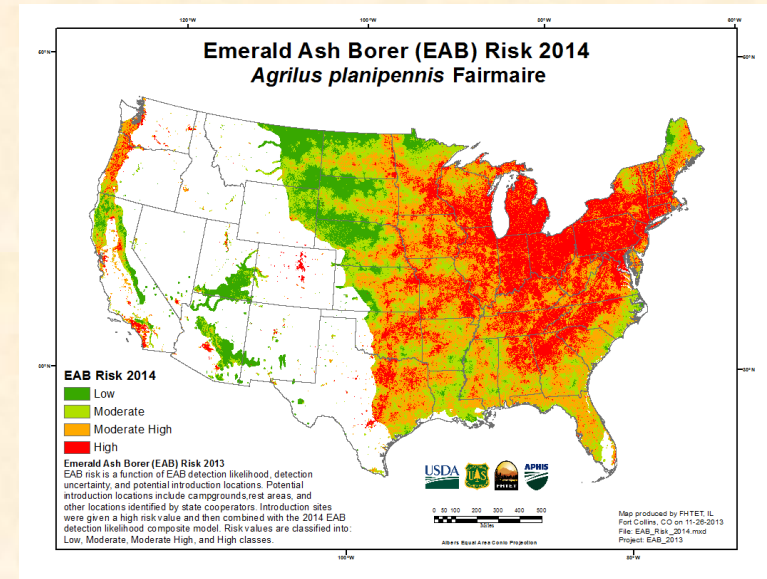 120°W 100°W 80°W 60°W
Emerald Ash Borer (EAB) Risk 2014
Agrilus planipennis Fairmaire
EAB Risk 2014
Low
Moderate
Moderate High
High
Emerald Ash Borer (EAB) Risk 2013
EAB risk is a function of EAB detection likelihood, detection
uncertainty, and potential introduction locations. Potential
introduction locations include campgrounds,rest areas, and
other locations identified by state cooperators. Introduction sites
were given a high risk value and then combined with the 2014 EAB
detection likelihood composite model. Risk values are classified into:
Low, Moderate, Moderate High, and High classes.
USDA
FHTET
APHIS
0 50 100 200 300 400 500
Miles
Albers Equal Area Conic Projection
Map produced by FHTET, IL
Fort Collins, CO on 11-26-2013
File: EAB_Risk_2014.mxd
Project: EAB_2013
100°W